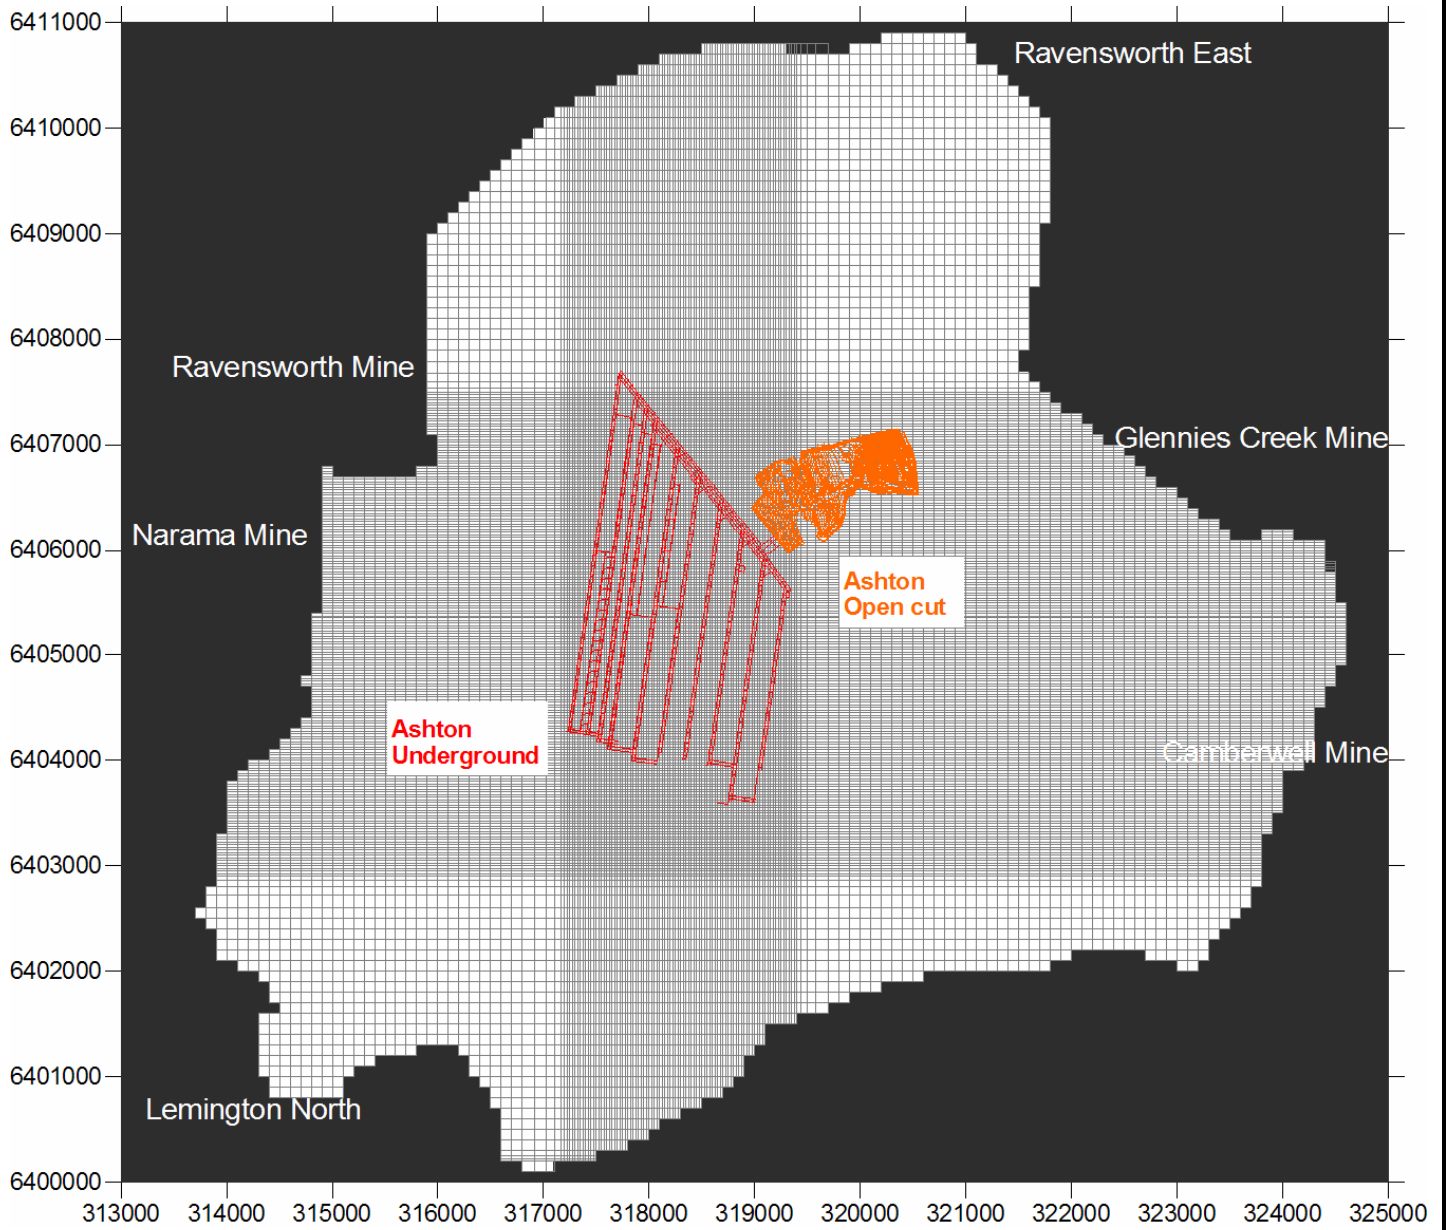 6411000
Ravensworth East
6410000
6409000
6408000
Ravensworth Mine
6407000
Glennies Creek Mine
Narama Mine
6406000
Ashton
Open cut
6405000
Ashton
Underground
6404000
Camberwell Mine
6403000
6402000
6401000
Lemington North
6400000
313000 314000 315000 316000 317000 318000 319000 320000 321000 322000 323000 324000 325000